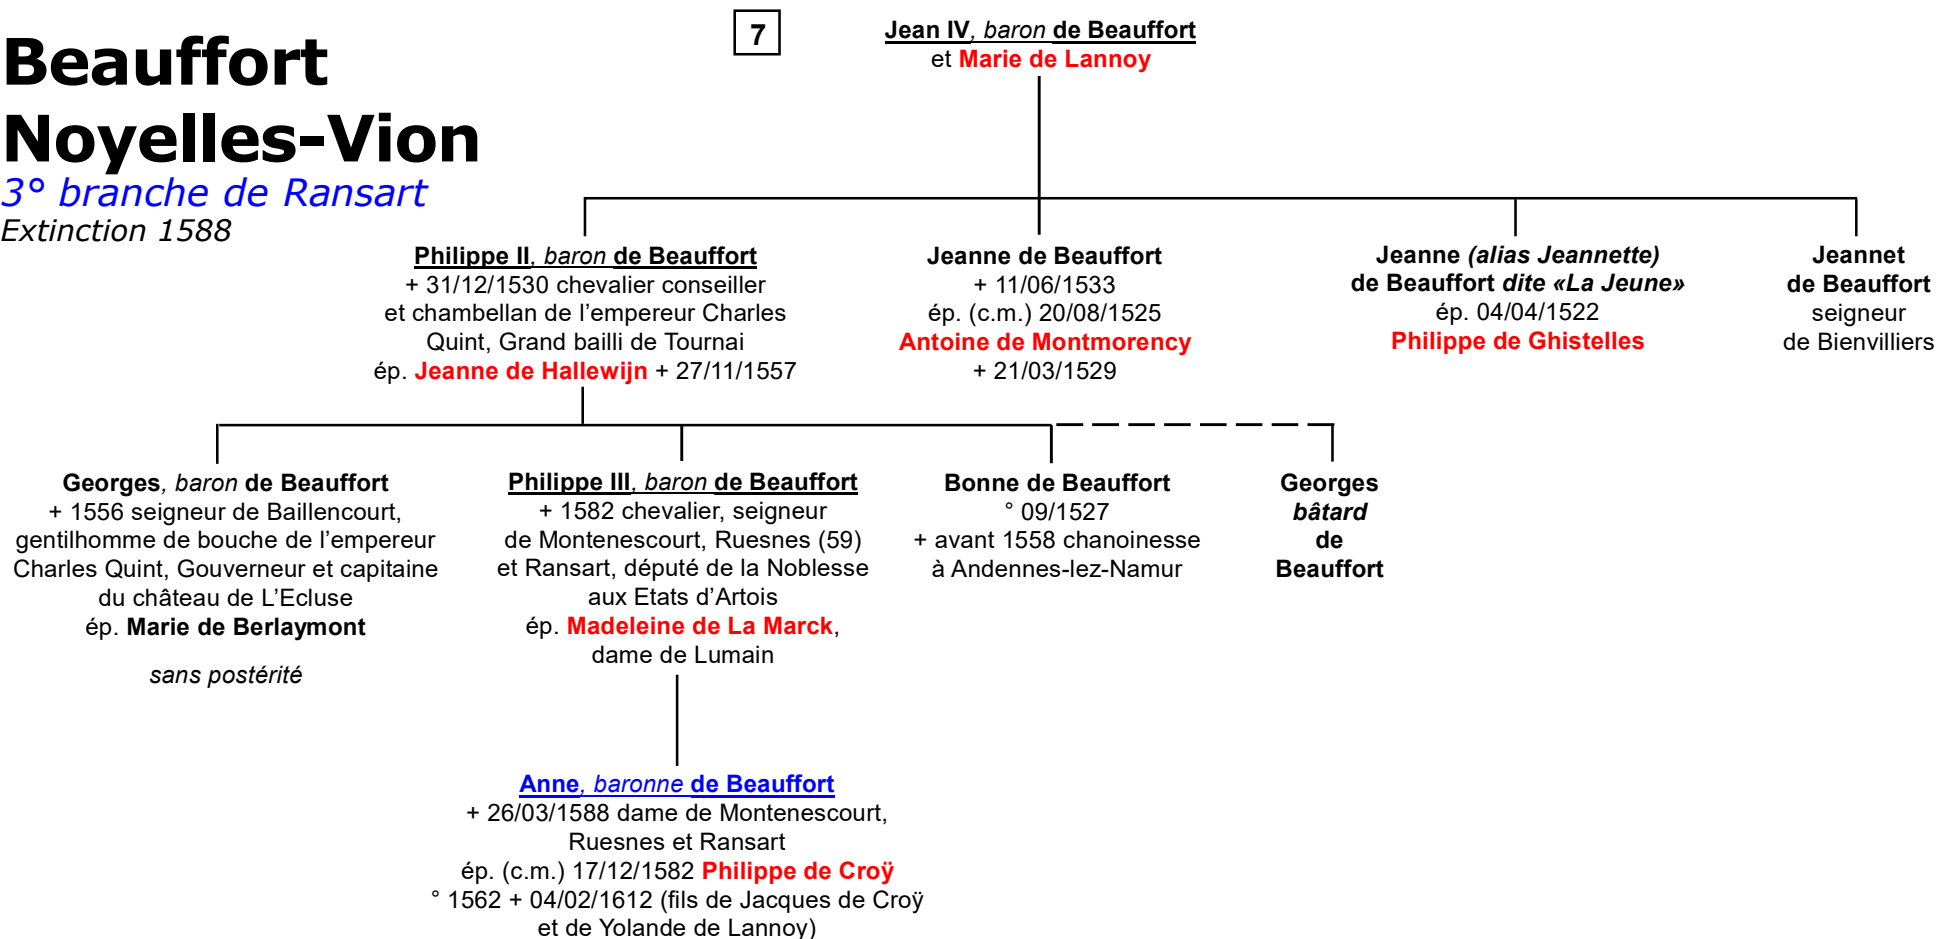 Beauffort
Noyelles-Vion
3° branche de Ransart
Extinction 1588
7
Jean IV, baron de Beauffort
et Marie de Lannoy
Philippe II, baron de Beauffort
+ 31/12/1530 chevalier conseiller
et chambellan de l’empereur Charles
Quint, Grand bailli de Tournai
ép. Jeanne de Hallewijn + 27/11/1557
Jeanne de Beauffort
+ 11/06/1533
ép. (c.m.) 20/08/1525
Antoine de Montmorency
+ 21/03/1529
Jeanne (alias Jeannette)
de Beauffort dite «La Jeune»
ép. 04/04/1522
Philippe de Ghistelles
Jeannet
de Beauffort
seigneur
de Bienvilliers
Georges, baron de Beauffort
+ 1556 seigneur de Baillencourt,
gentilhomme de bouche de l’empereur
Charles Quint, Gouverneur et capitaine
du château de L’Ecluse
ép. Marie de Berlaymont
sans postérité
Philippe III, baron de Beauffort
+ 1582 chevalier, seigneur
de Montenescourt, Ruesnes (59)
et Ransart, député de la Noblesse
aux Etats d’Artois
ép. Madeleine de La Marck,
dame de Lumain
Bonne de Beauffort
° 09/1527
+ avant 1558 chanoinesse
à Andennes-lez-Namur
Georges
bâtard
de
Beauffort
Anne, baronne de Beauffort
+ 26/03/1588 dame de Montenescourt,
Ruesnes et Ransart
ép. (c.m.) 17/12/1582 Philippe de Croÿ
° 1562 + 04/02/1612 (fils de Jacques de Croÿ
et de Yolande de Lannoy)